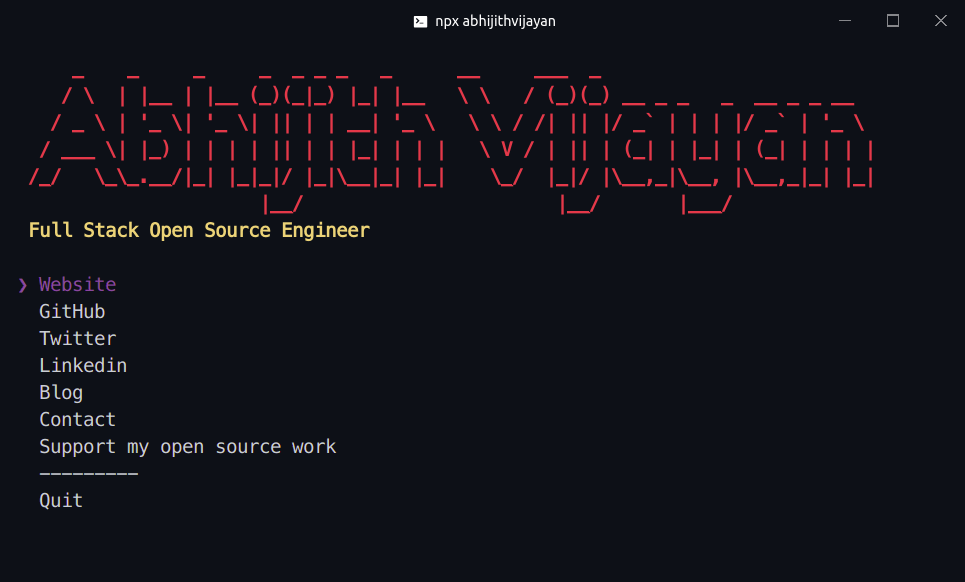 npx abhijithvijayan
Abhijith Vijayan
Full Stack Open Source Engineer
❯ Website
GitHub
Twitter
Linkedin
Blog
Contact
Support my open source work
---------
Quit